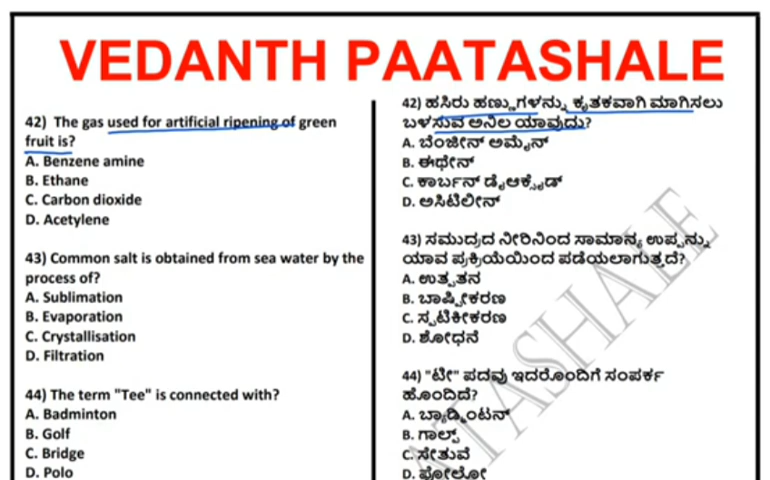 VEDANTH PAATASHALE
42) The gas used for artificial ripening of green
fruit is?
A. Benzene amine
B. Ethane
C. Carbon dioxide
D. Acetylene
43) Common salt is obtained from sea water by the
process of?
A. Sublimation
B. Evaporation
C. Crystallisation
D. Filtration
44) The term "Tee" is connected with?
A. Badminton
B. Golf
C. Bridge
D. Polo
42) ಹಸಿರು ಹಣ್ಣುಗಳನ್ನು ಕೃತಕವಾಗಿ ಮಾಗಿಸಲು
ಬಳಸುವ ಅನಿಲ ಯಾವುದು?
A. ಬೆಂಜೀನ್ ಅಮೈನ್
B. ಈಥೇನ್
C. ಕಾರ್ಬನ್ ಡೈಆಕ್ಸೈಡ್
D. ಅಸಿಟಿಲೀನ್
43) ಸಮುದ್ರದ ನೀರಿನಿಂದ ಸಾಮಾನ್ಯ ಉಪ್ಪನ್ನು
ಯಾವ ಪ್ರಕ್ರಿಯೆಯಿಂದ ಪಡೆಯಲಾಗುತ್ತದೆ?
A. ಉತ್ಪತನ
B. ಬಾಷ್ಪೀಕರಣ
C. ಸ್ಫಟಿಕೀಕರಣ
D. ಶೋಧನೆ
44) "ಟೀ" ಪದವು ಇದರೊಂದಿಗೆ ಸಂಪರ್ಕ
ಹೊಂದಿದೆ?
A. ಬ್ಯಾಡ್ಮಿಂಟನ್
B. ಗಾಲ್ಫ್
C. ಸೇತುವೆ
D. ಪೋಲೋ
ATASHALE